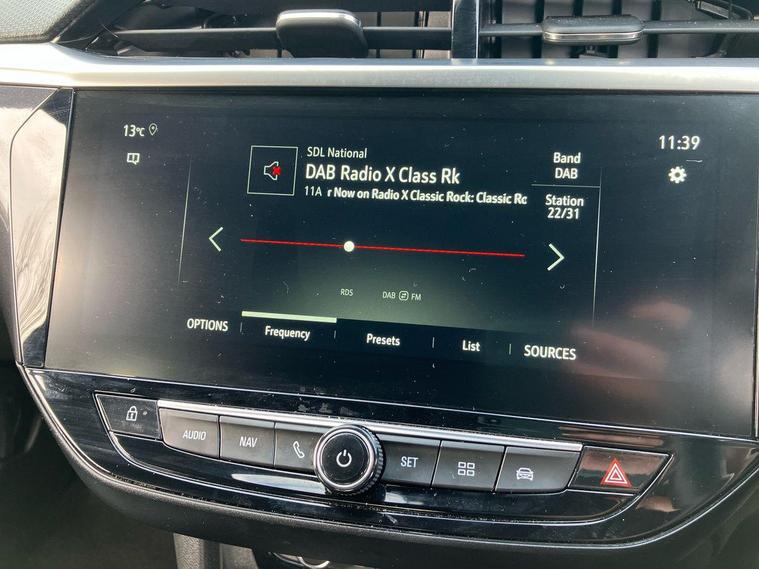 13°C
11:39
SDL National
DAB Radio X Class Rk
11A r Now on Radio X Classic Rock: Classic Rc
Band
DAB
Station
22/31
RDS
DAB FM
OPTIONS
Frequency
Presets
List
SOURCES
AUDIO
NAV
SET